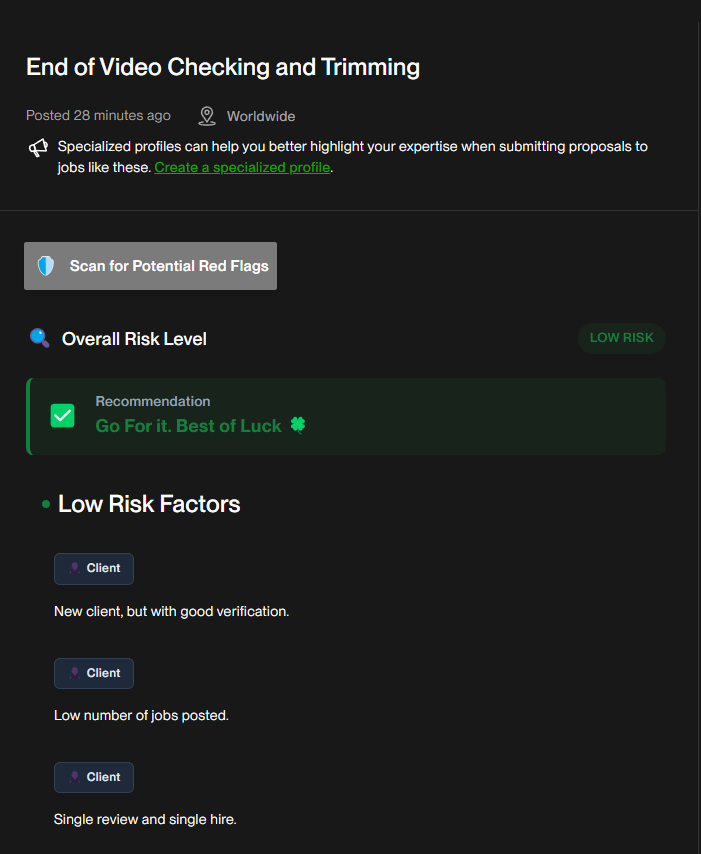 End of Video Checking and Trimming
Posted 28 minutes ago Worldwide
Specialized profiles can help you better highlight your expertise when submitting proposals to
jobs like these. Create a specialized profile.
Scan for Potential Red Flags
Overall Risk Level LOW RISK
Recommendation
Go For it. Best of Luck
Low Risk Factors
Client
New client, but with good verification.
Client
Low number of jobs posted.
Client
Single review and single hire.